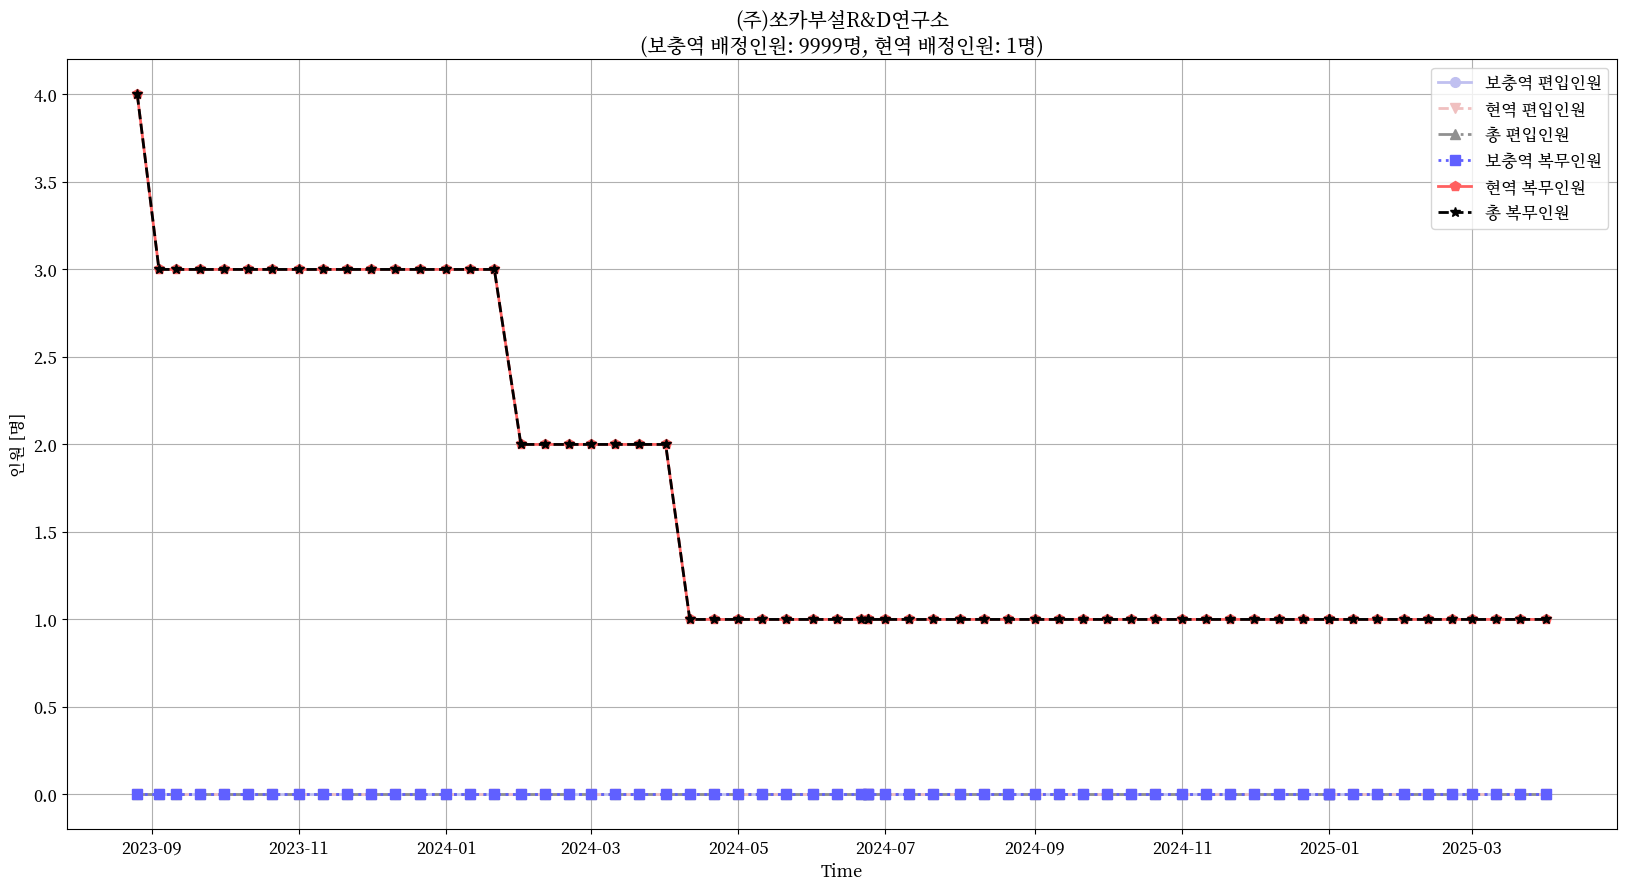 (주)쏘카부설R&D연구소
(보충역 배정인원: 9999명, 현역 배정인원: 1명)
보충역 편입인원
현역 편입인원
총 편입인원
보충역 복무인원
현역 복무인원
총 복무인원
인원 [명]
4.0
3.5
3.0
2.5
2.0
1.5
1.0
0.5
0.0
2023-09
2023-11
2024-01
2024-03
2024-05
2024-07
2024-09
2024-11
2025-01
2025-03
Time